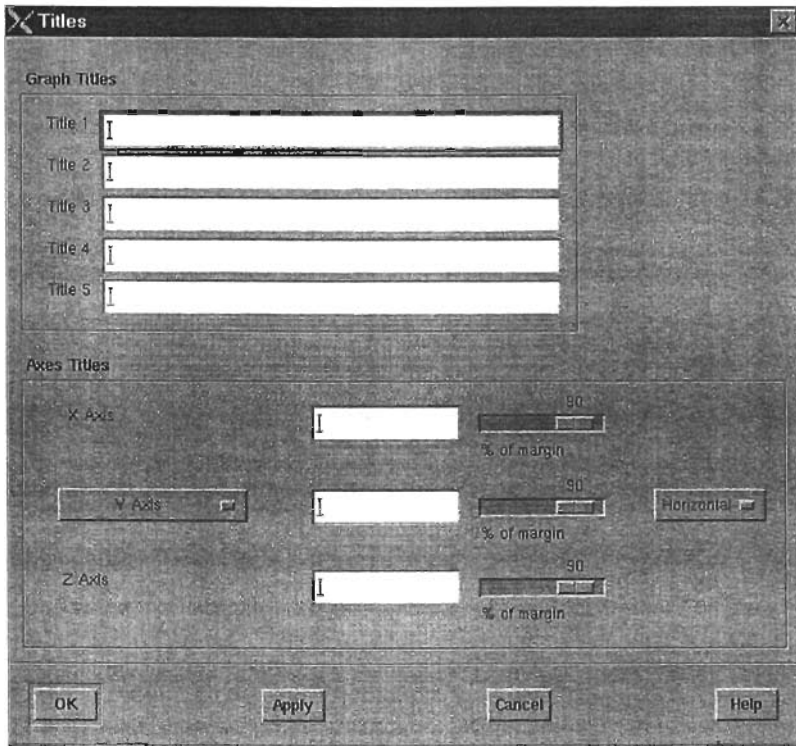 Titles
Graph Titles
Title 1
Title 2
Title 3
Title 4
Title 5
Axes Titles
X Axis
90
% of margin
Y Axis
90
Horizontal
% of margin
Z Axis
90
% of margin
OK
Apply
Cancel
Help